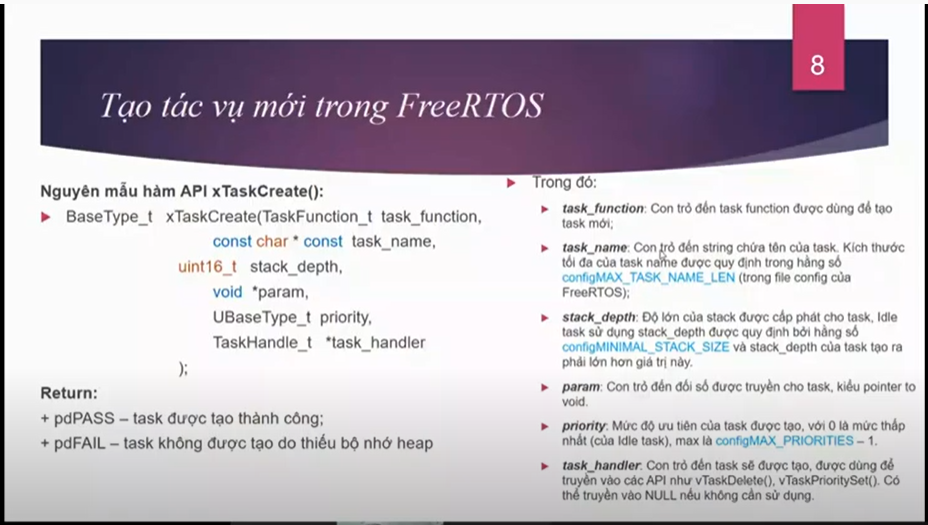 8
Tạo tác vụ mới trong FreeRTOS
Nguyên mẫu hàm API xTaskCreate():
BaseType_t xTaskCreate(TaskFunction_t task_function,
const char * const task_name,
uint16_t stack_depth,
void *param,
UBaseType_t priority,
TaskHandle_t *task_handler
);
Return:
+ pdPASS – task được tạo thành công;
+ pdFAIL – task không được tạo do thiếu bộ nhớ heap
Trong đó:
task_function: Con trỏ đến task function được dùng để tạo
task mới;
task_name: Con trỏ đến string chứa tên của task. Kích thước
tối đa của task name được quy định trong hằng số
configMAX_TASK_NAME_LEN (trong file config của
FreeRTOS);
stack_depth: Độ lớn của stack được cấp phát cho task, Idle
task sử dụng stack_depth được quy định bởi hằng số
configMINIMAL_STACK_SIZE và stack_depth của task tạo ra
phải lớn hơn giá trị này.
param: Con trỏ đến đối số được truyền cho task, kiểu pointer to
void.
priority: Mức độ ưu tiên của task được tạo, với 0 là mức thấp
nhất (của Idle task), max là configMAX_PRIORITIES – 1.
task_handler: Con trỏ đến task sẽ được tạo, được dùng để
truyền vào các API như vTaskDelete(), vTaskPrioritySet(). Có
thể truyền vào NULL nếu không cần sử dụng.